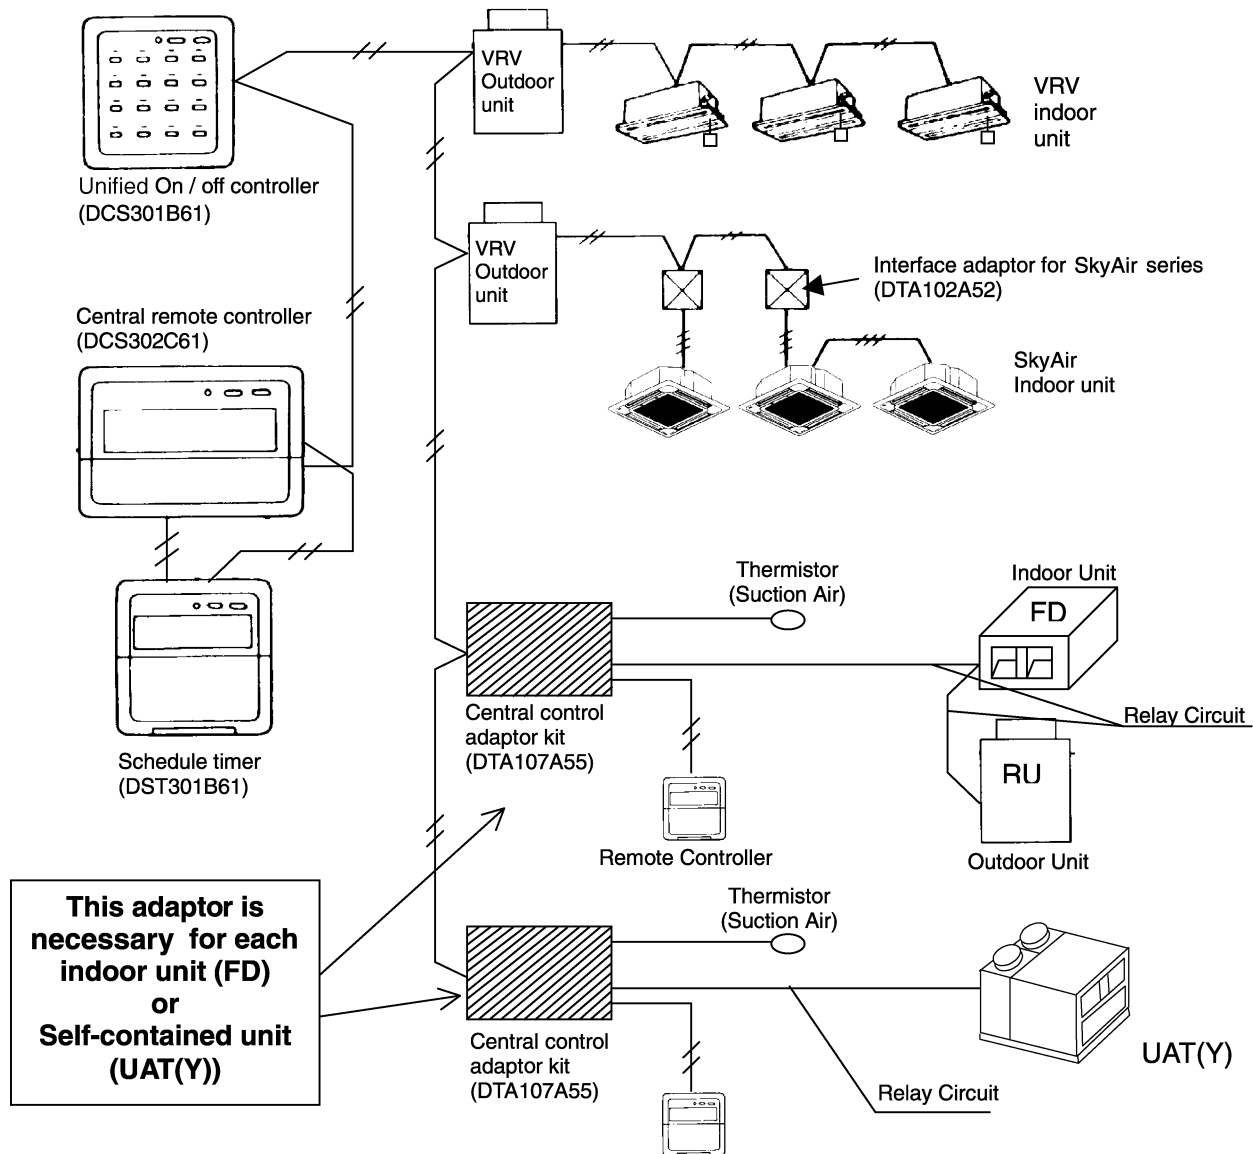 Unified On / off controller
(DCS301B61)
Central remote controller
(DCS302C61)
Schedule timer
(DST301B61)
VRV
Outdoor
unit
VRV
indoor
unit
VRV
Outdoor
unit
Interface adaptor for SkyAir series
(DTA102A52)
SkyAir
Indoor unit
Thermistor
(Suction Air)
Indoor Unit
FD
Central control
adaptor kit
(DTA107A55)
Relay Circuit
RU
Remote Controller
Outdoor Unit
This adaptor is
necessary for each
indoor unit (FD)
or
Self-contained unit
(UAT(Y))
Thermistor
(Suction Air)
Central control
adaptor kit
(DTA107A55)
UAT(Y)
Relay Circuit